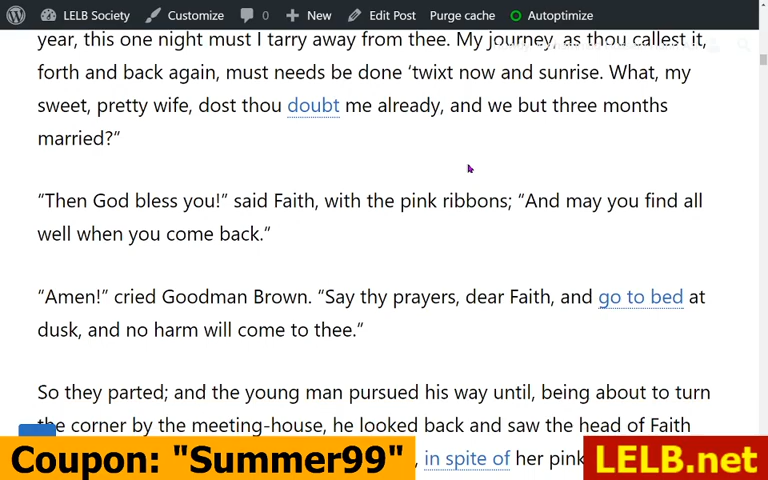 LELB Society Customize 0 New Edit Post Purge cache Autoptimize
year, this one night must I tarry away from thee. My journey, as thou callest it,
forth and back again, must needs be done ‘twixt now and sunrise. What, my
sweet, pretty wife, dost thou doubt me already, and we but three months
married?”
“Then God bless you!” said Faith, with the pink ribbons; “And may you find all
well when you come back.”
“Amen!” cried Goodman Brown. “Say thy prayers, dear Faith, and go to bed at
dusk, and no harm will come to thee.”
So they parted; and the young man pursued his way until, being about to turn
the corner by the meeting-house, he looked back and saw the head of Faith
, in spite of her pink
Coupon: "Summer99"
LELB.net